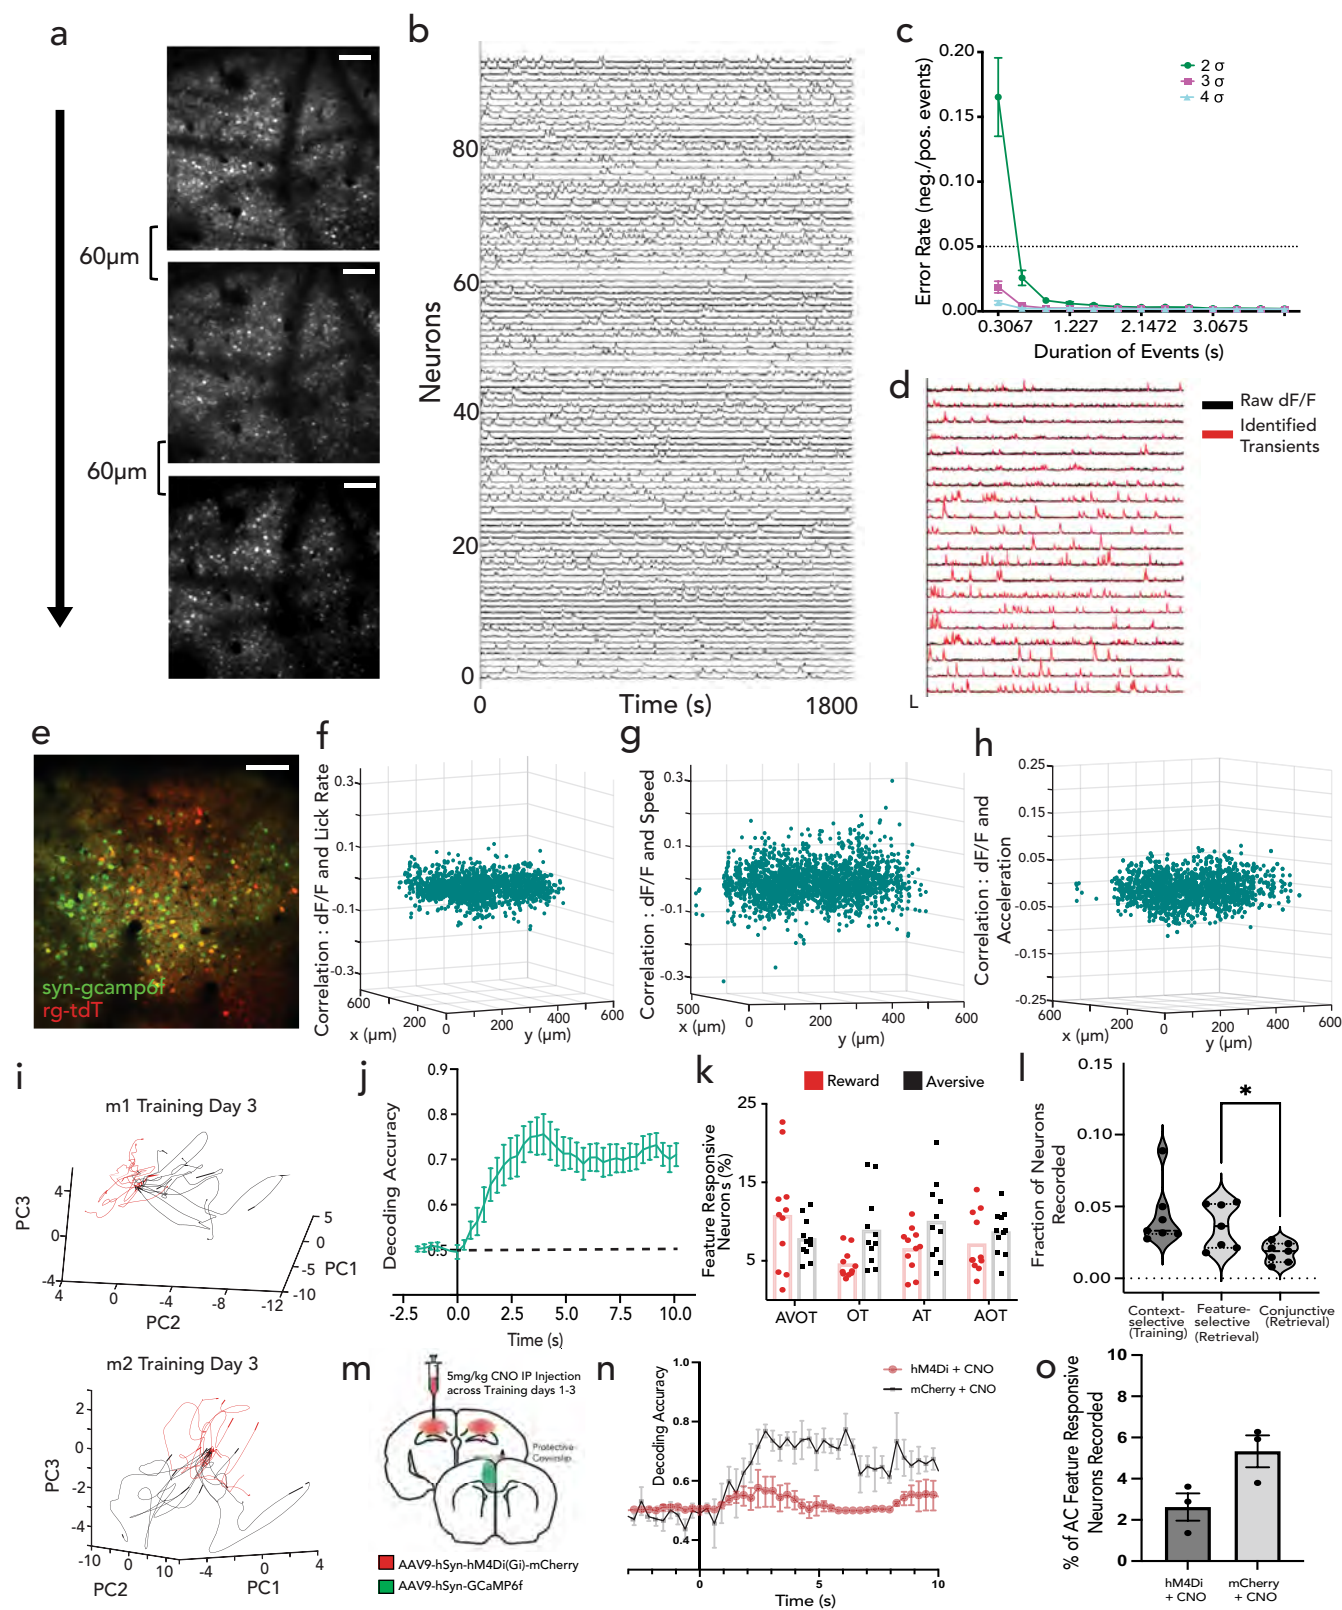 a
60µm
60µm
b
Neurons
80
60
40
20
0
0
Time (s)
1800
c
Error Rate (neg./pos. events)
0.20
0.15
0.10
0.05
0.00
0.3067
1.227
2.1472
3.0675
Duration of Events (s)
2 σ
3 σ
4 σ
d
Raw dF/F
Identified
Transients
L
e
syn-gcamp6f
rg-tdT
f
Correlation : dF/F and Lick Rate
0.3
0.1
-0.1
-0.3
600
200
0
x (µm)
200
400
600
y (µm)
g
Correlation : dF/F and Speed
0.3
0.1
-0.1
-0.3
500
0
x (µm)
200
400
600
y (µm)
h
Correlation : dF/F and
Acceleration
0.25
0.15
0.05
-0.05
-0.15
-0.25
600
200
0
x (µm)
200
400
600
y (µm)
i
m1 Training Day 3
PC3
4
-4
4
0
-4
-8
-12
PC2
5
0
-5
-10
PC1
m2 Training Day 3
PC3
2
0
-2
-4
-10
0
10
PC2
-4
0
4
PC1
j
Decoding Accuracy
0.9
0.8
0.7
0.6
0.5
-2.5
0.0
2.5
5.0
7.5
10.0
Time (s)
k
Reward
Aversive
Feature Responsive
Neurons (%)
25
15
5
AVOT
OT
AT
AOT
l
Fraction of Neurons
Recorded
0.15
0.10
0.05
0.00
*
Context-
selective
(Training)
Feature-
selective
(Retrieval)
Conjunctive
(Retrieval)
m
5mg/kg CNO IP Injection
across Training days 1-3
Protective
Coverslip
AAV9-hSyn-hM4Di(Gi)-mCherry
AAV9-hSyn-GCaMP6f
n
Decoding Accuracy
1.0
0.8
0.6
0.4
0
5
10
Time (s)
hM4Di + CNO
mCherry + CNO
o
% of AC Feature Responsive
Neurons Recorded
10
8
6
4
2
0
hM4Di
+ CNO
mCherry
+ CNO